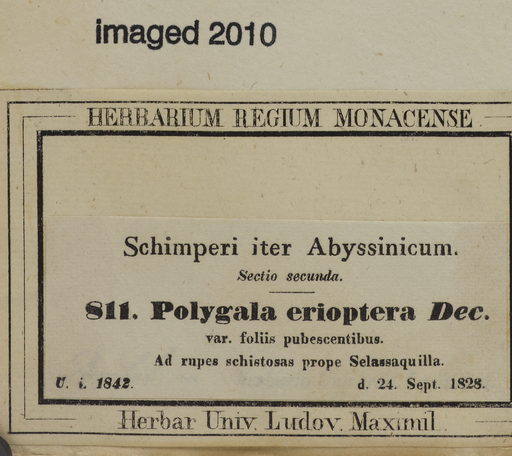 imaged 2010
HERBARIUM REGIUM MONACENSE
Schimperi iter Abyssinicum.
Sectio secunda.
811. Polygala erioptera Dec.
var. foliis pubescentibus.
Ad rupes schistosas prope Selassaquilla.
U. i. 1842. d. 24. Sept. 1828.
Herbar Univ. Ludov. Maximil